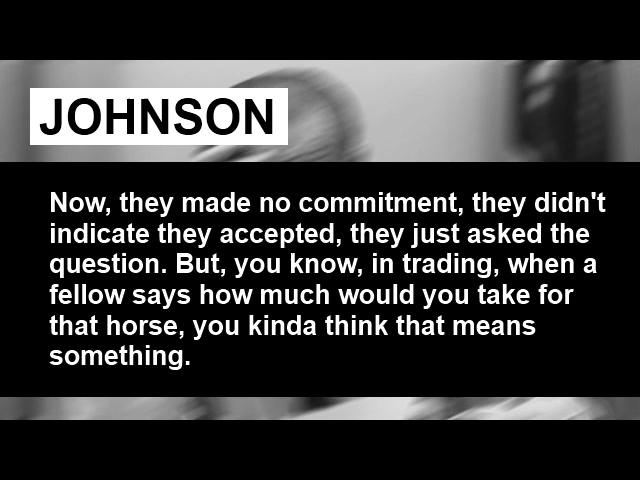 JOHNSON
Now, they made no commitment, they didn't
indicate they accepted, they just asked the
question. But, you know, in trading, when a
fellow says how much would you take for
that horse, you kinda think that means
something.